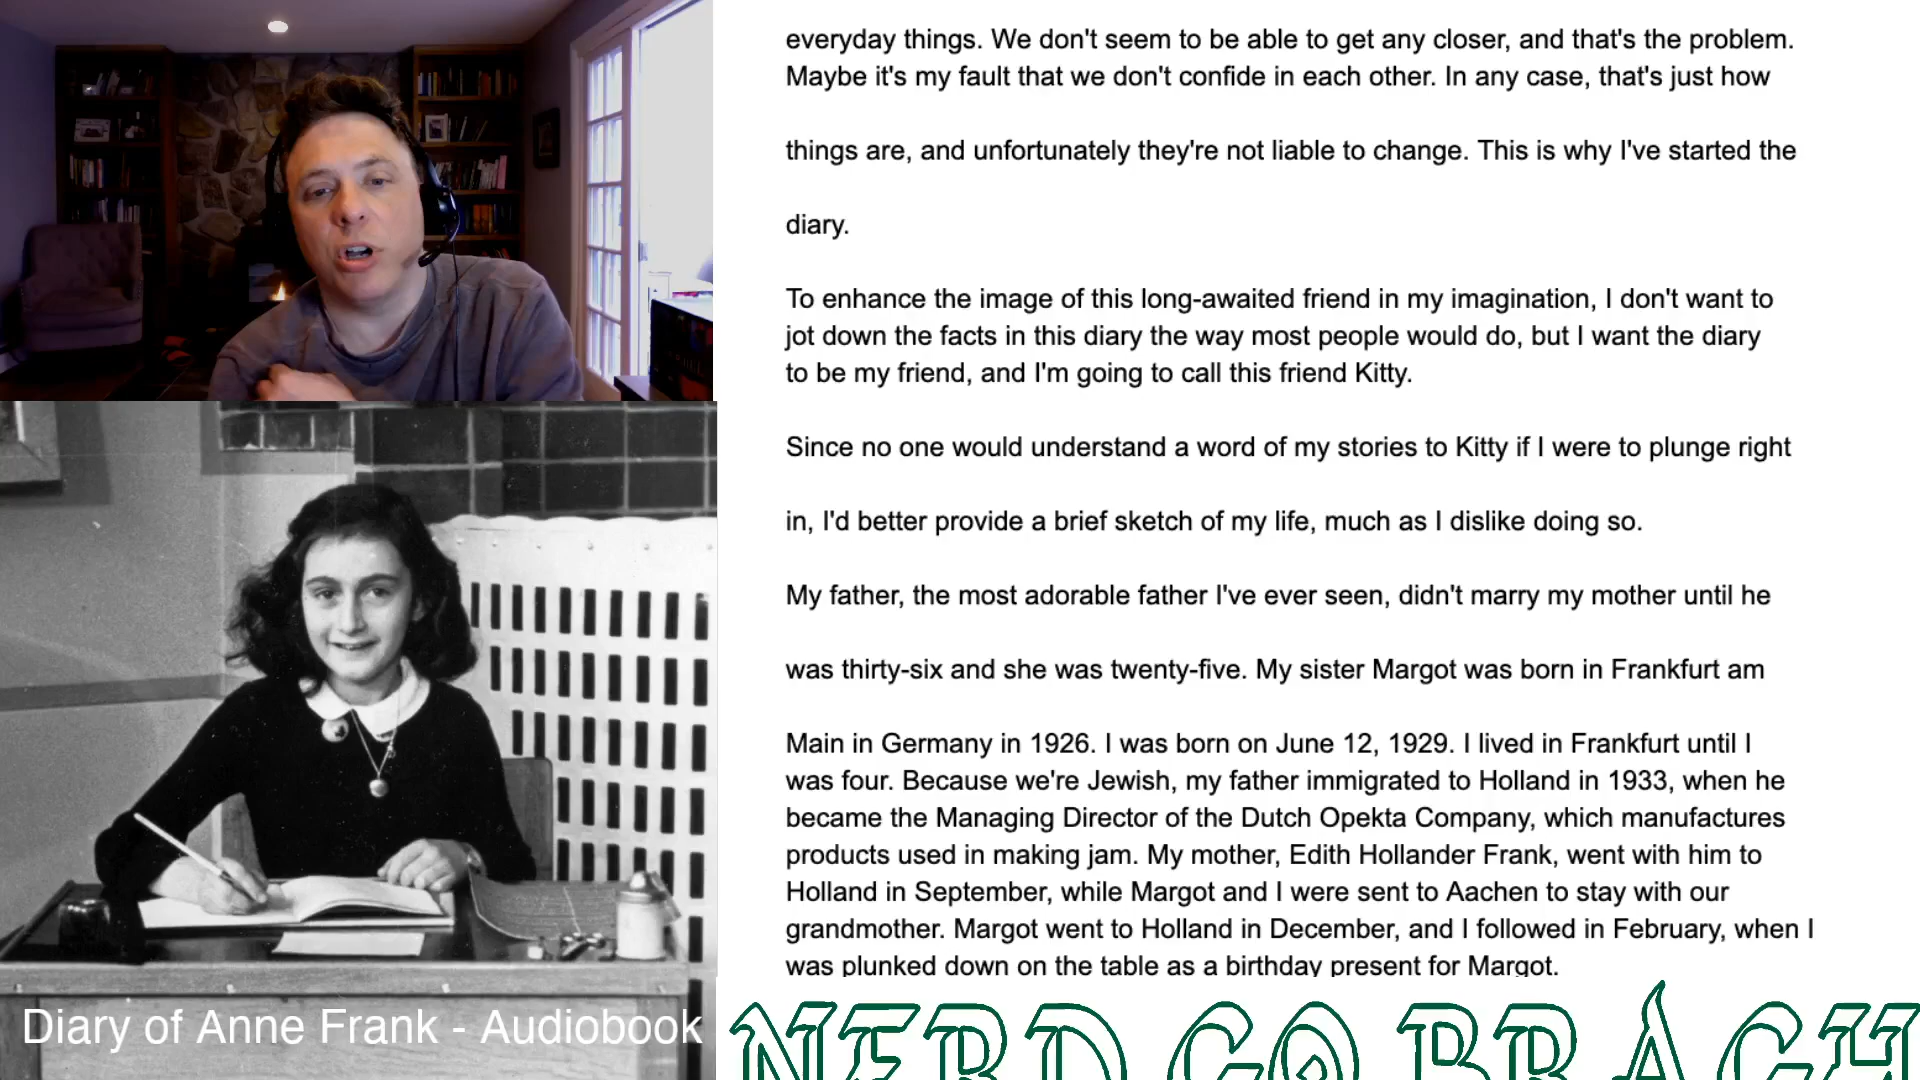 everyday things. We don't seem to be able to get any closer, and that's the problem.
Maybe it's my fault that we don't confide in each other. In any case, that's just how
things are, and unfortunately they're not liable to change. This is why I've started the
diary.
To enhance the image of this long-awaited friend in my imagination, I don't want to
jot down the facts in this diary the way most people would do, but I want the diary
to be my friend, and I'm going to call this friend Kitty.
Since no one would understand a word of my stories to Kitty if I were to plunge right
in, I'd better provide a brief sketch of my life, much as I dislike doing so.
My father, the most adorable father I've ever seen, didn't marry my mother until he
was thirty-six and she was twenty-five. My sister Margot was born in Frankfurt am
Main in Germany in 1926. I was born on June 12, 1929. I lived in Frankfurt until I
was four. Because we're Jewish, my father immigrated to Holland in 1933, when he
became the Managing Director of the Dutch Opekta Company, which manufactures
products used in making jam. My mother, Edith Hollander Frank, went with him to
Holland in September, while Margot and I were sent to Aachen to stay with our
grandmother. Margot went to Holland in December, and I followed in February, when I
was plunked down on the table as a birthday present for Margot.
Diary of Anne Frank - Audiobook
NERD GO BRAGH